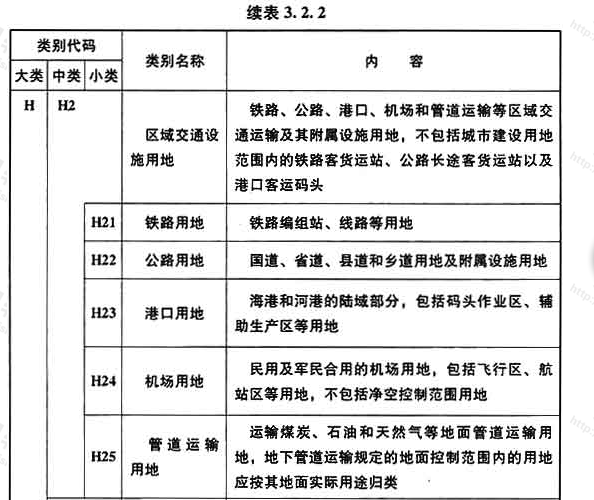 续表 3.2.2
类别代码
类别名称
内 容
大类 中类 小类
H H2
区域交通设
施用地
铁路、公路、港口、机场和管道运输等区域交
通运输及其附属设施用地，不包括城市建设用地
范围内的铁路客货运站、公路长途客货运站以及
港口客运码头
H21 铁路用地 铁路编组站、线路等用地
H22 公路用地 国道、省道、县道和乡道用地及附属设施用地
H23 港口用地
海港和河港的陆域部分，包括码头作业区、辅
助生产区等用地
H24 机场用地
民用及军民合用的机场用地，包括飞行区、航
站区等用地，不包括净空控制范围用地
H25
管道运输
用地
运输煤炭、石油和天然气等地面管道运输用
地，地下管道运输规定的地面控制范围内的用地
应按其地面实际用途归类